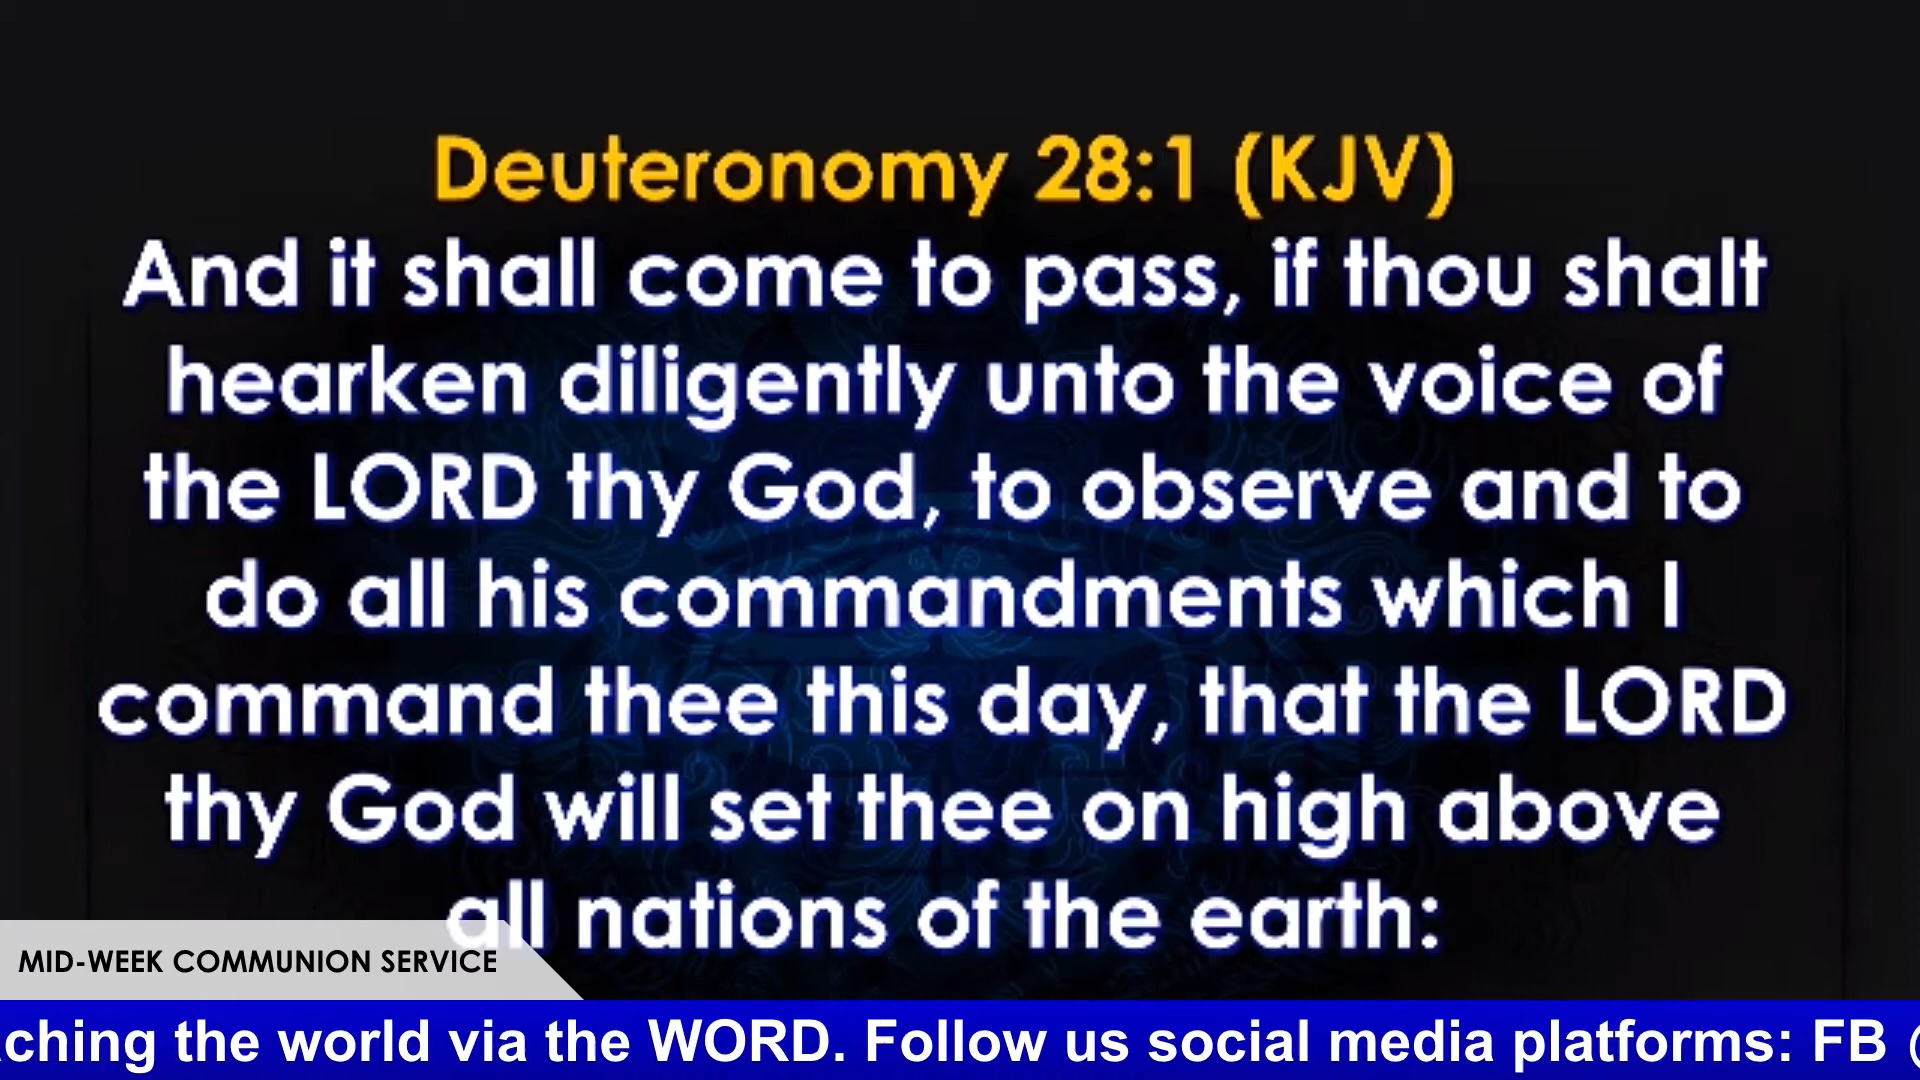 Deuteronomy 28:1 (KJV)
And it shall come to pass, if thou shalt
hearken diligently unto the voice of
the LORD thy God, to observe and to
do all his commandments which I
command thee this day, that the LORD
thy God will set thee on high above
all nations of the earth:
MID-WEEK COMMUNION SERVICE
the world via the WORD. Follow us social media platforms: FB